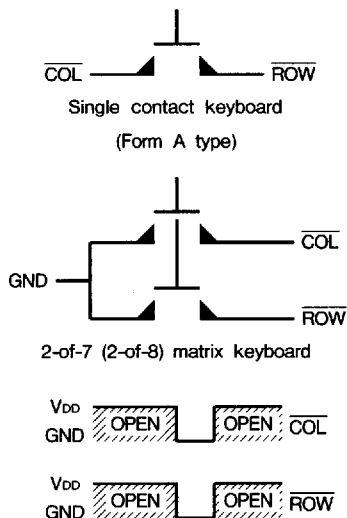 COL ROW
Single contact keyboard
(Form A type)
COL
GND
ROW
2-of-7 (2-of-8) matrix keyboard
VDD OPEN OPEN COL
GND
VDD OPEN OPEN ROW
GND